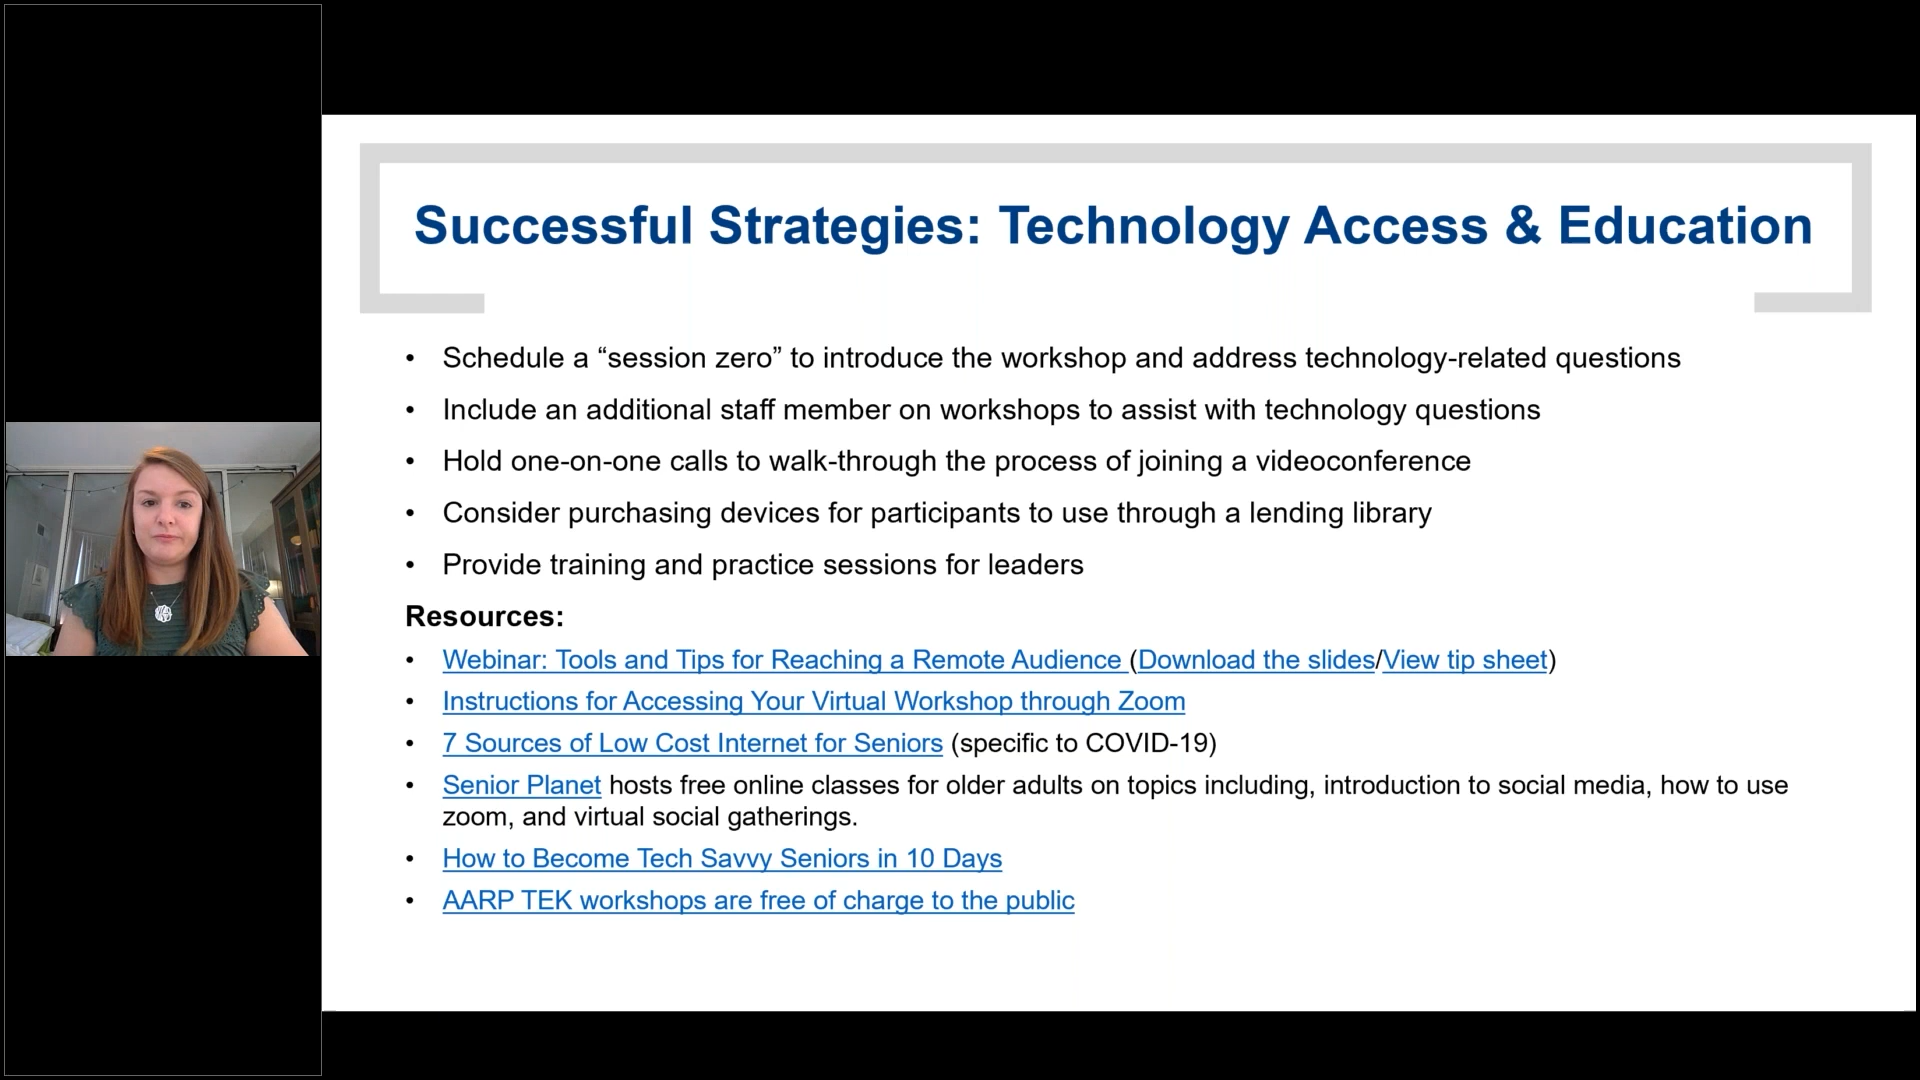 Successful Strategies: Technology Access & Education
• Schedule a “session zero” to introduce the workshop and address technology-related questions
• Include an additional staff member on workshops to assist with technology questions
• Hold one-on-one calls to walk-through the process of joining a videoconference
• Consider purchasing devices for participants to use through a lending library
• Provide training and practice sessions for leaders
Resources:
• Webinar: Tools and Tips for Reaching a Remote Audience (Download the slides/View tip sheet)
• Instructions for Accessing Your Virtual Workshop through Zoom
• 7 Sources of Low Cost Internet for Seniors (specific to COVID-19)
• Senior Planet hosts free online classes for older adults on topics including, introduction to social media, how to use
zoom, and virtual social gatherings.
• How to Become Tech Savvy Seniors in 10 Days
• AARP TEK workshops are free of charge to the public